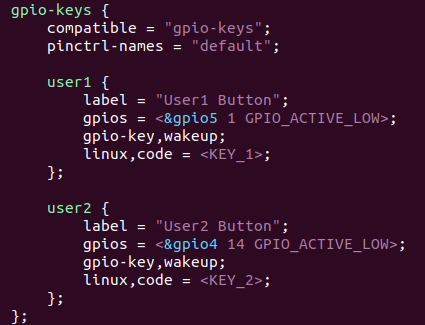 gpio-keys {
    compatible = "gpio-keys";
    pinctrl-names = "default";

    user1 {
        label = "User1 Button";
        gpios = <&gpio5 1 GPIO_ACTIVE_LOW>;
        gpio-key,wakeup;
        linux,code = <KEY_1>;
    };

    user2 {
        label = "User2 Button";
        gpios = <&gpio4 14 GPIO_ACTIVE_LOW>;
        gpio-key,wakeup;
        linux,code = <KEY_2>;
    };
};